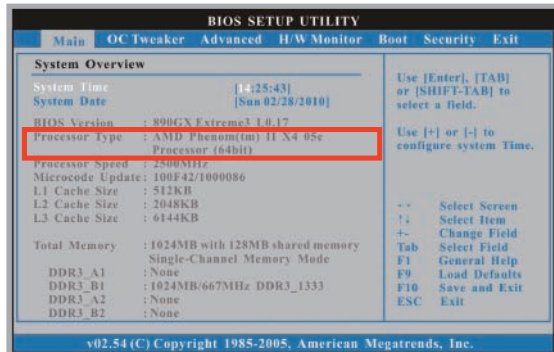 BIOS SETUP UTILITY
Main OC Tweaker Advanced H/W Monitor Boot Security Exit
System Overview
System Time [14:25:43]
System Date [Sun 02/28/2010]
BIOS Version : 890GX Extreme3 L0.17
Processor Type : AMD Phenom(tm) II X4 05e
Processor (64bit)
Processor Speed : 2500MHz
Microcode Update: 100F42/1000086
L1 Cache Size : 512KB
L2 Cache Size : 2048KB
L3 Cache Size : 6144KB
Total Memory : 1024MB with 128MB shared memory
Single-Channel Memory Mode
DDR3_A1 : None
DDR3_B1 : 1024MB/667MHz DDR3_1333
DDR3_A2 : None
DDR3_B2 : None
Use [Enter], [TAB]
or [SHIFT-TAB] to
select a field.
Use [+] or [-] to
configure system Time.
Select Screen
↑↓ Select Item
+- Change Field
Tab Select Field
F1 General Help
F9 Load Defaults
F10 Save and Exit
ESC Exit
v02.54 (C) Copyright 1985-2005, American Megatrends, Inc.